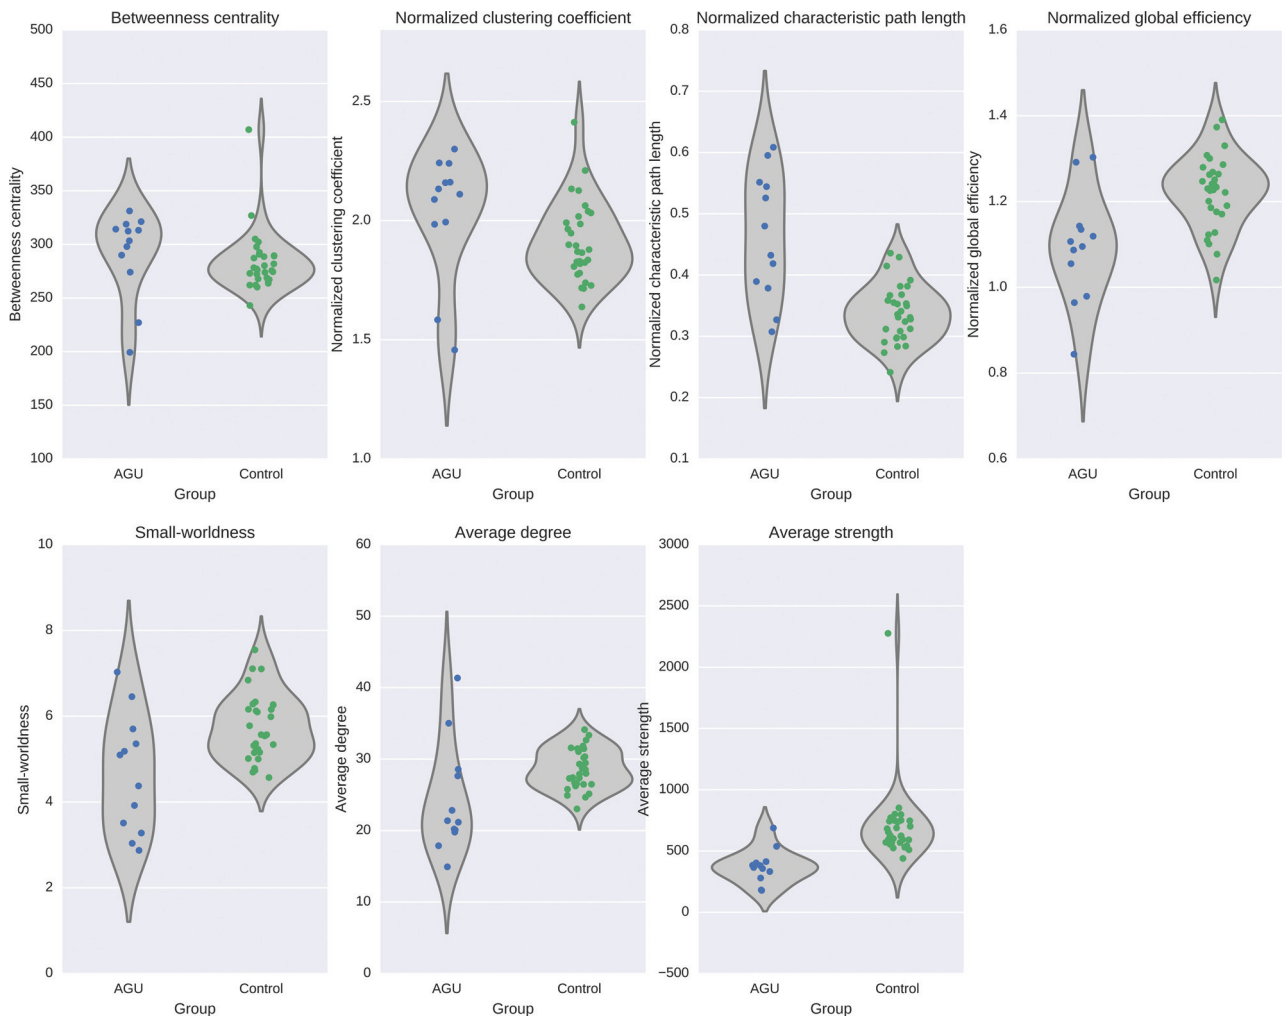 Betweenness centrality
Normalized clustering coefficient
Normalized characteristic path length
Normalized global efficiency
Betweenness centrality
500
450
400
350
300
250
200
150
100
AGU
Control
Group
Normalized clustering coefficient
2.5
2.0
1.5
1.0
AGU
Control
Group
Normalized characteristic path length
0.8
0.7
0.6
0.5
0.4
0.3
0.2
0.1
AGU
Control
Group
Normalized global efficiency
1.6
1.4
1.2
1.0
0.8
0.6
AGU
Control
Group
Small-worldness
Average degree
Average strength
Small-worldness
10
8
6
4
2
0
AGU
Control
Group
Average degree
60
50
40
30
20
10
0
AGU
Control
Group
Average strength
3000
2500
2000
1500
1000
500
0
−500
AGU
Control
Group